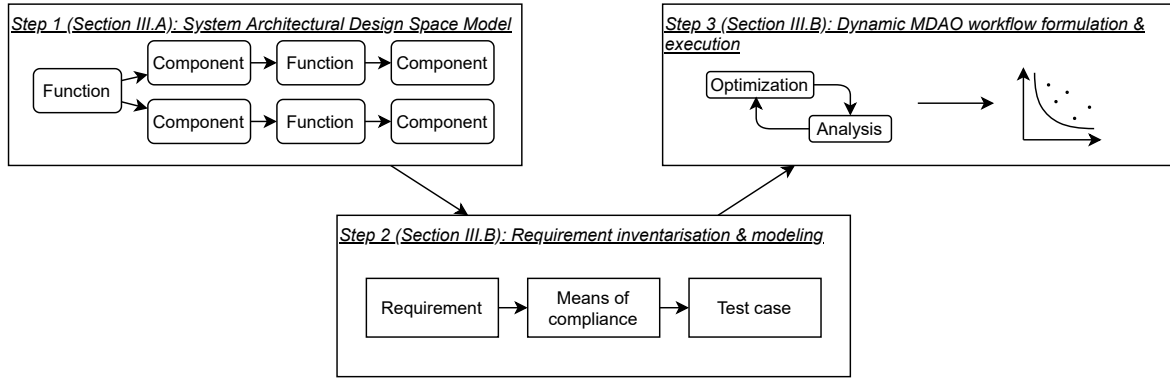 Step 1 (Section III.A): System Architectural Design Space Model
Function
Component
Function
Component
Component
Function
Component
Step 2 (Section III.B): Requirement inventarisation & modeling
Requirement
Means of
compliance
Test case
Step 3 (Section III.B): Dynamic MDAO workflow formulation &
execution
Optimization
Analysis